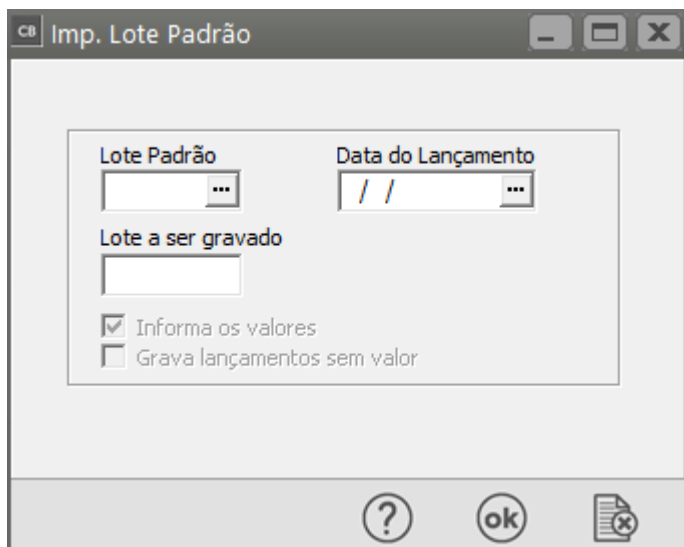 CB Imp. Lote Padrão
Lote Padrão Data do Lançamento
... / / ...
Lote a ser gravado
Informa os valores
Grava lançamentos sem valor
? ok